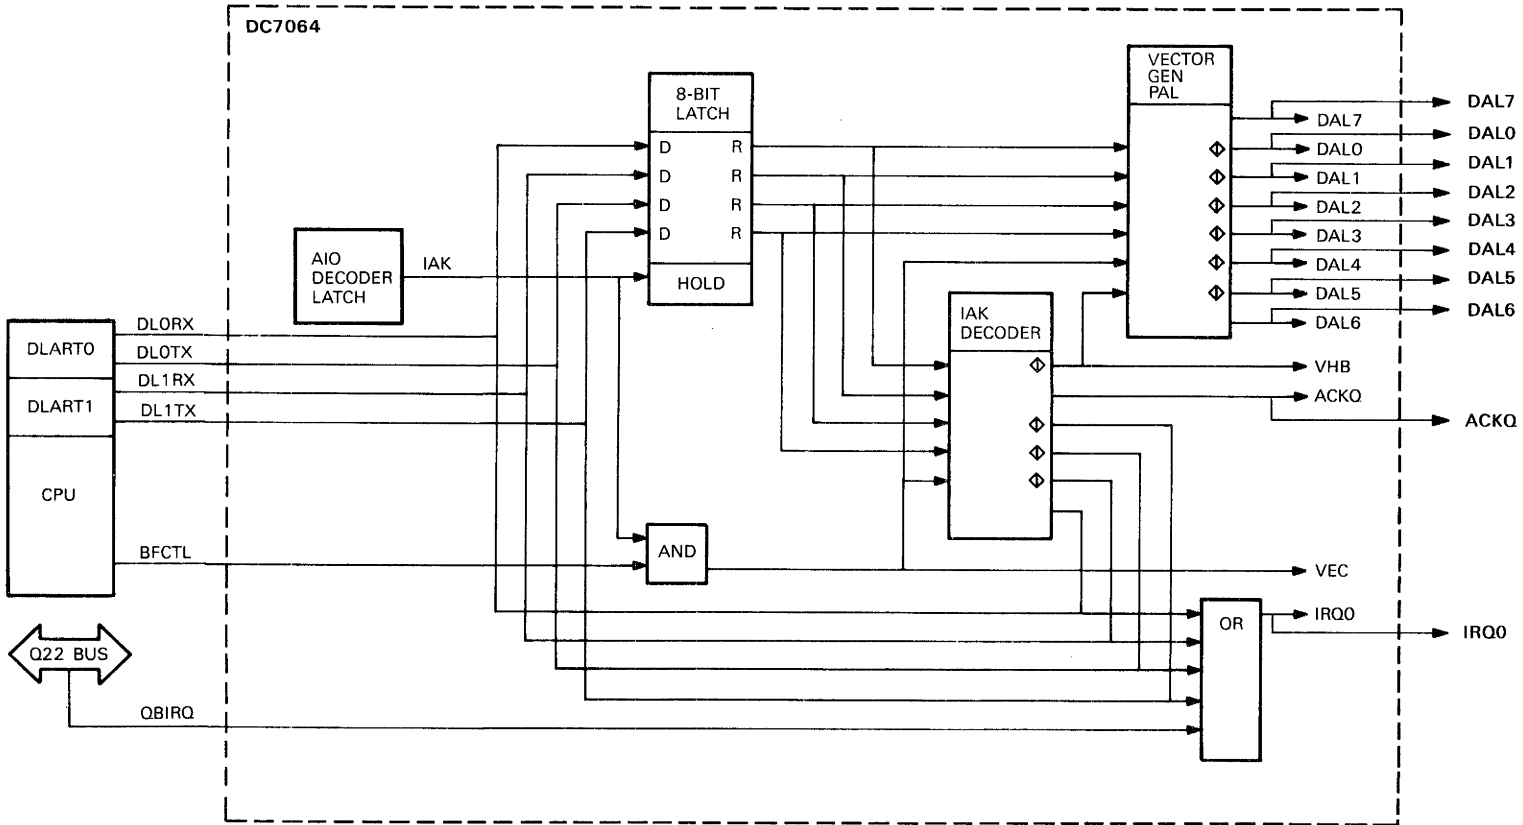 DC7064
8-BIT
LATCH
D R
D R
D R
D R
HOLD
VECTOR
GEN
PAL
DAL7
DAL0
DAL1
DAL2
DAL3
DAL4
DAL5
DAL6
DAL7
DAL0
DAL1
DAL2
DAL3
DAL4
DAL5
DAL6
AIO
DECODER
LATCH
IAK
IAK
DECODER
VHB
ACKQ
ACKQ
DLART0
DLART1
CPU
DL0RX
DL0TX
DL1RX
DL1TX
BFCTL
AND
VEC
OR
IRQ0
IRQ0
Q22 BUS
QBIRQ